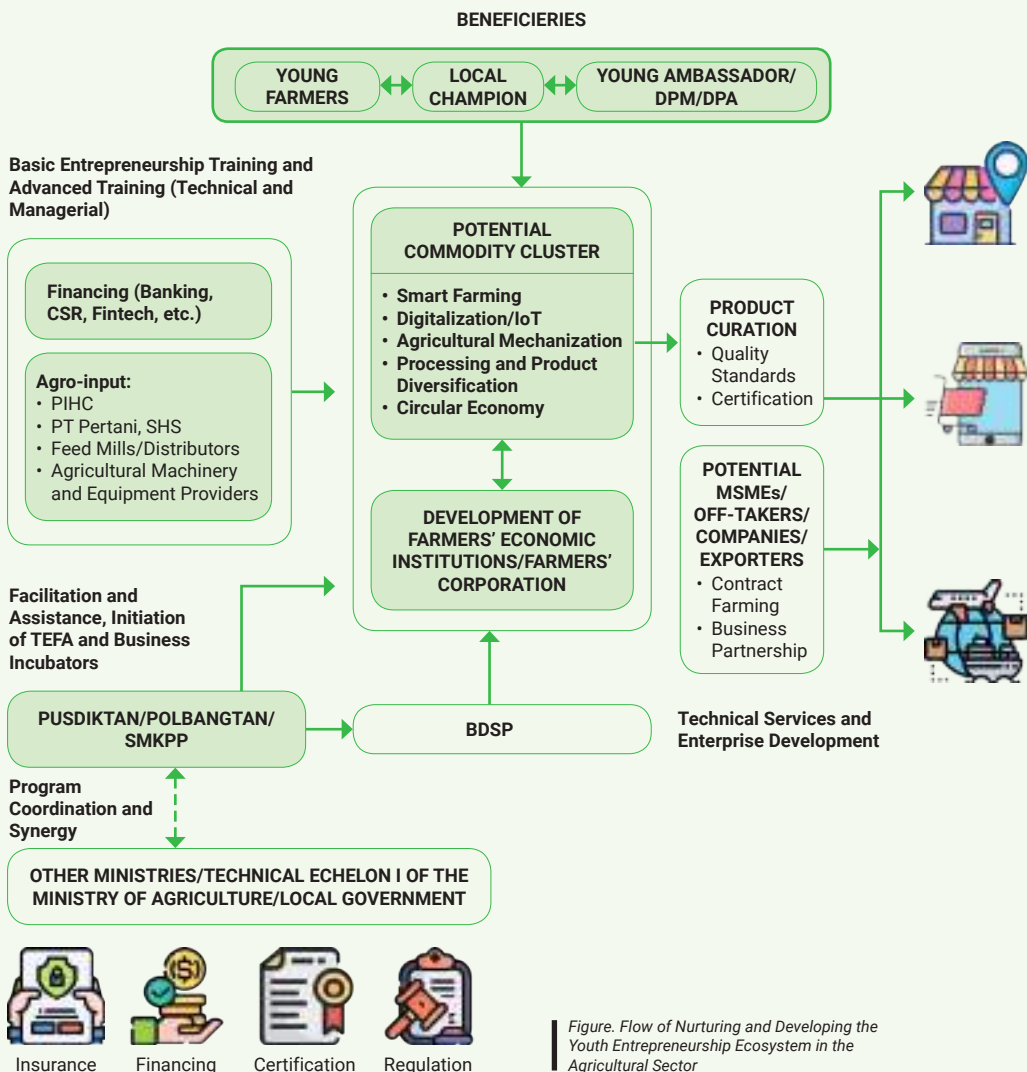 BENEFICIERIES
YOUNG
FARMERS
LOCAL
CHAMPION
YOUNG AMBASSADOR/
DPM/DPA
Basic Entrepreneurship Training and
Advanced Training (Technical and
Managerial)
Financing (Banking,
CSR, Fintech, etc.)
Agro-input:
• PIHC
• PT Pertani, SHS
• Feed Mills/Distributors
• Agricultural Machinery
and Equipment Providers
POTENTIAL
COMMODITY CLUSTER
• Smart Farming
• Digitalization/IoT
• Agricultural Mechanization
• Processing and Product
Diversification
• Circular Economy
DEVELOPMENT OF
FARMERS’ ECONOMIC
INSTITUTIONS/FARMERS’
CORPORATION
PRODUCT
CURATION
• Quality
Standards
• Certification
POTENTIAL
MSMEs/
OFF-TAKERS/
COMPANIES/
EXPORTERS
• Contract
Farming
• Business
Partnership
Facilitation and
Assistance, Initiation
of TEFA and Business
Incubators
PUSDIKTAN/POLBANGTAN/
SMKPP
BDSP
Technical Services and
Enterprise Development
Program
Coordination and
Synergy
OTHER MINISTRIES/TECHNICAL ECHELON I OF THE
MINISTRY OF AGRICULTURE/LOCAL GOVERNMENT
Insurance
Financing
Certification
Regulation
Figure. Flow of Nurturing and Developing the
Youth Entrepreneurship Ecosystem in the
Agricultural Sector